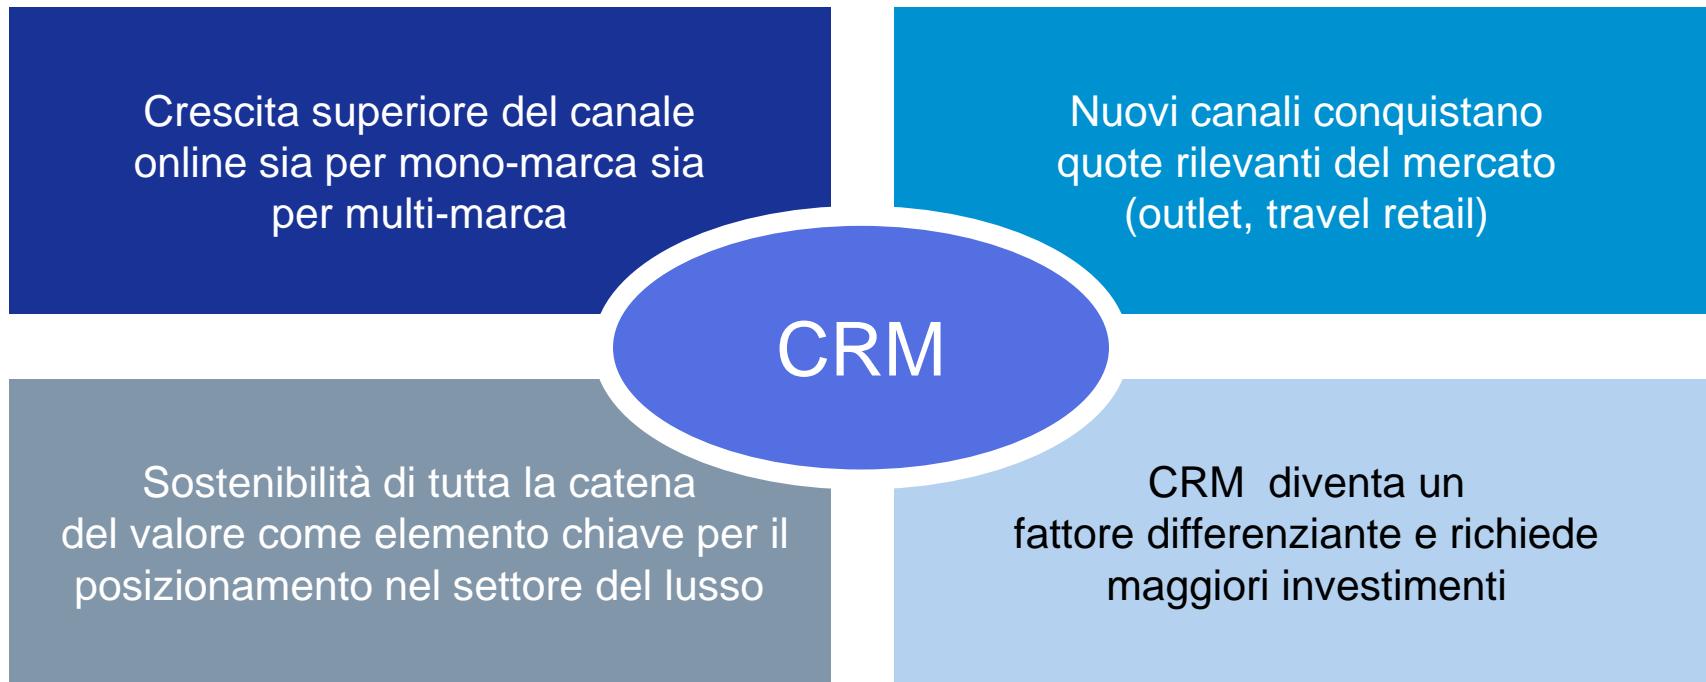 Crescita superiore del canale
online sia per mono-marca sia
per multi-marca
Nuovi canali conquistano
quote rilevanti del mercato
(outlet, travel retail)
CRM
Sostenibilità di tutta la catena
del valore come elemento chiave per il
posizionamento nel settore del lusso
CRM diventa un
fattore differenziante e richiede
maggiori investimenti